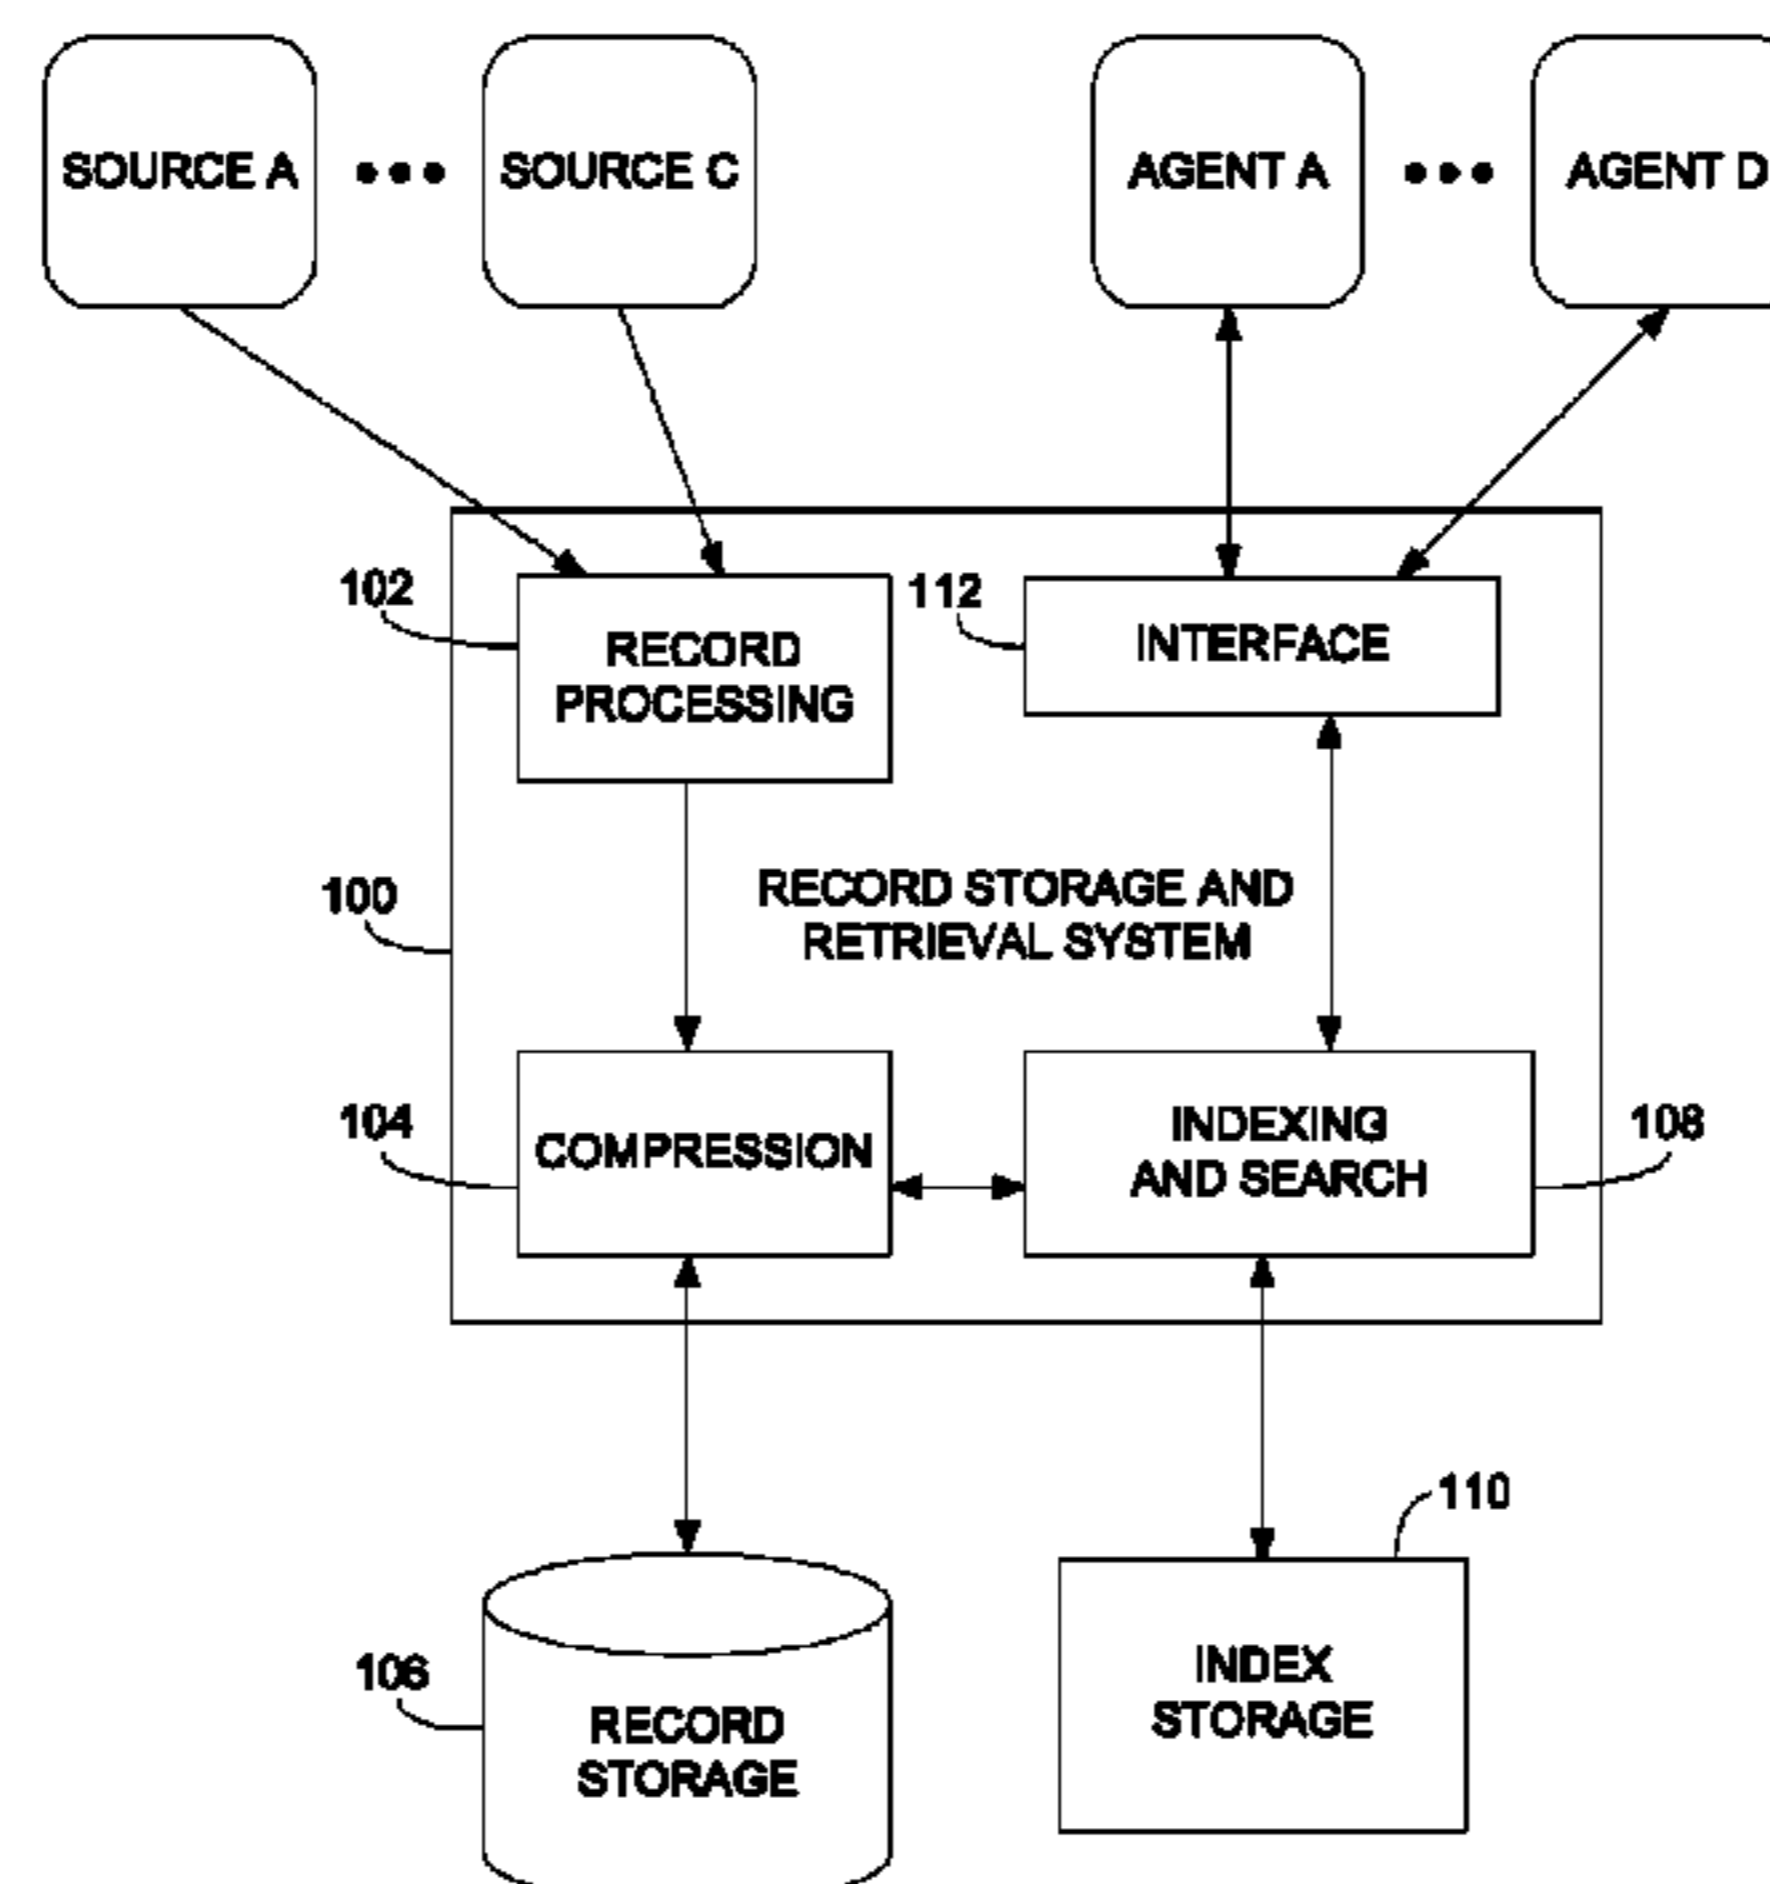 SOURCE A ••• SOURCE C AGENT A ••• AGENT D
102 112
RECORD
PROCESSING
INTERFACE
100
RECORD STORAGE AND
RETRIEVAL SYSTEM
104
COMPRESSION
INDEXING
AND SEARCH
108
110
106
RECORD
STORAGE
INDEX
STORAGE